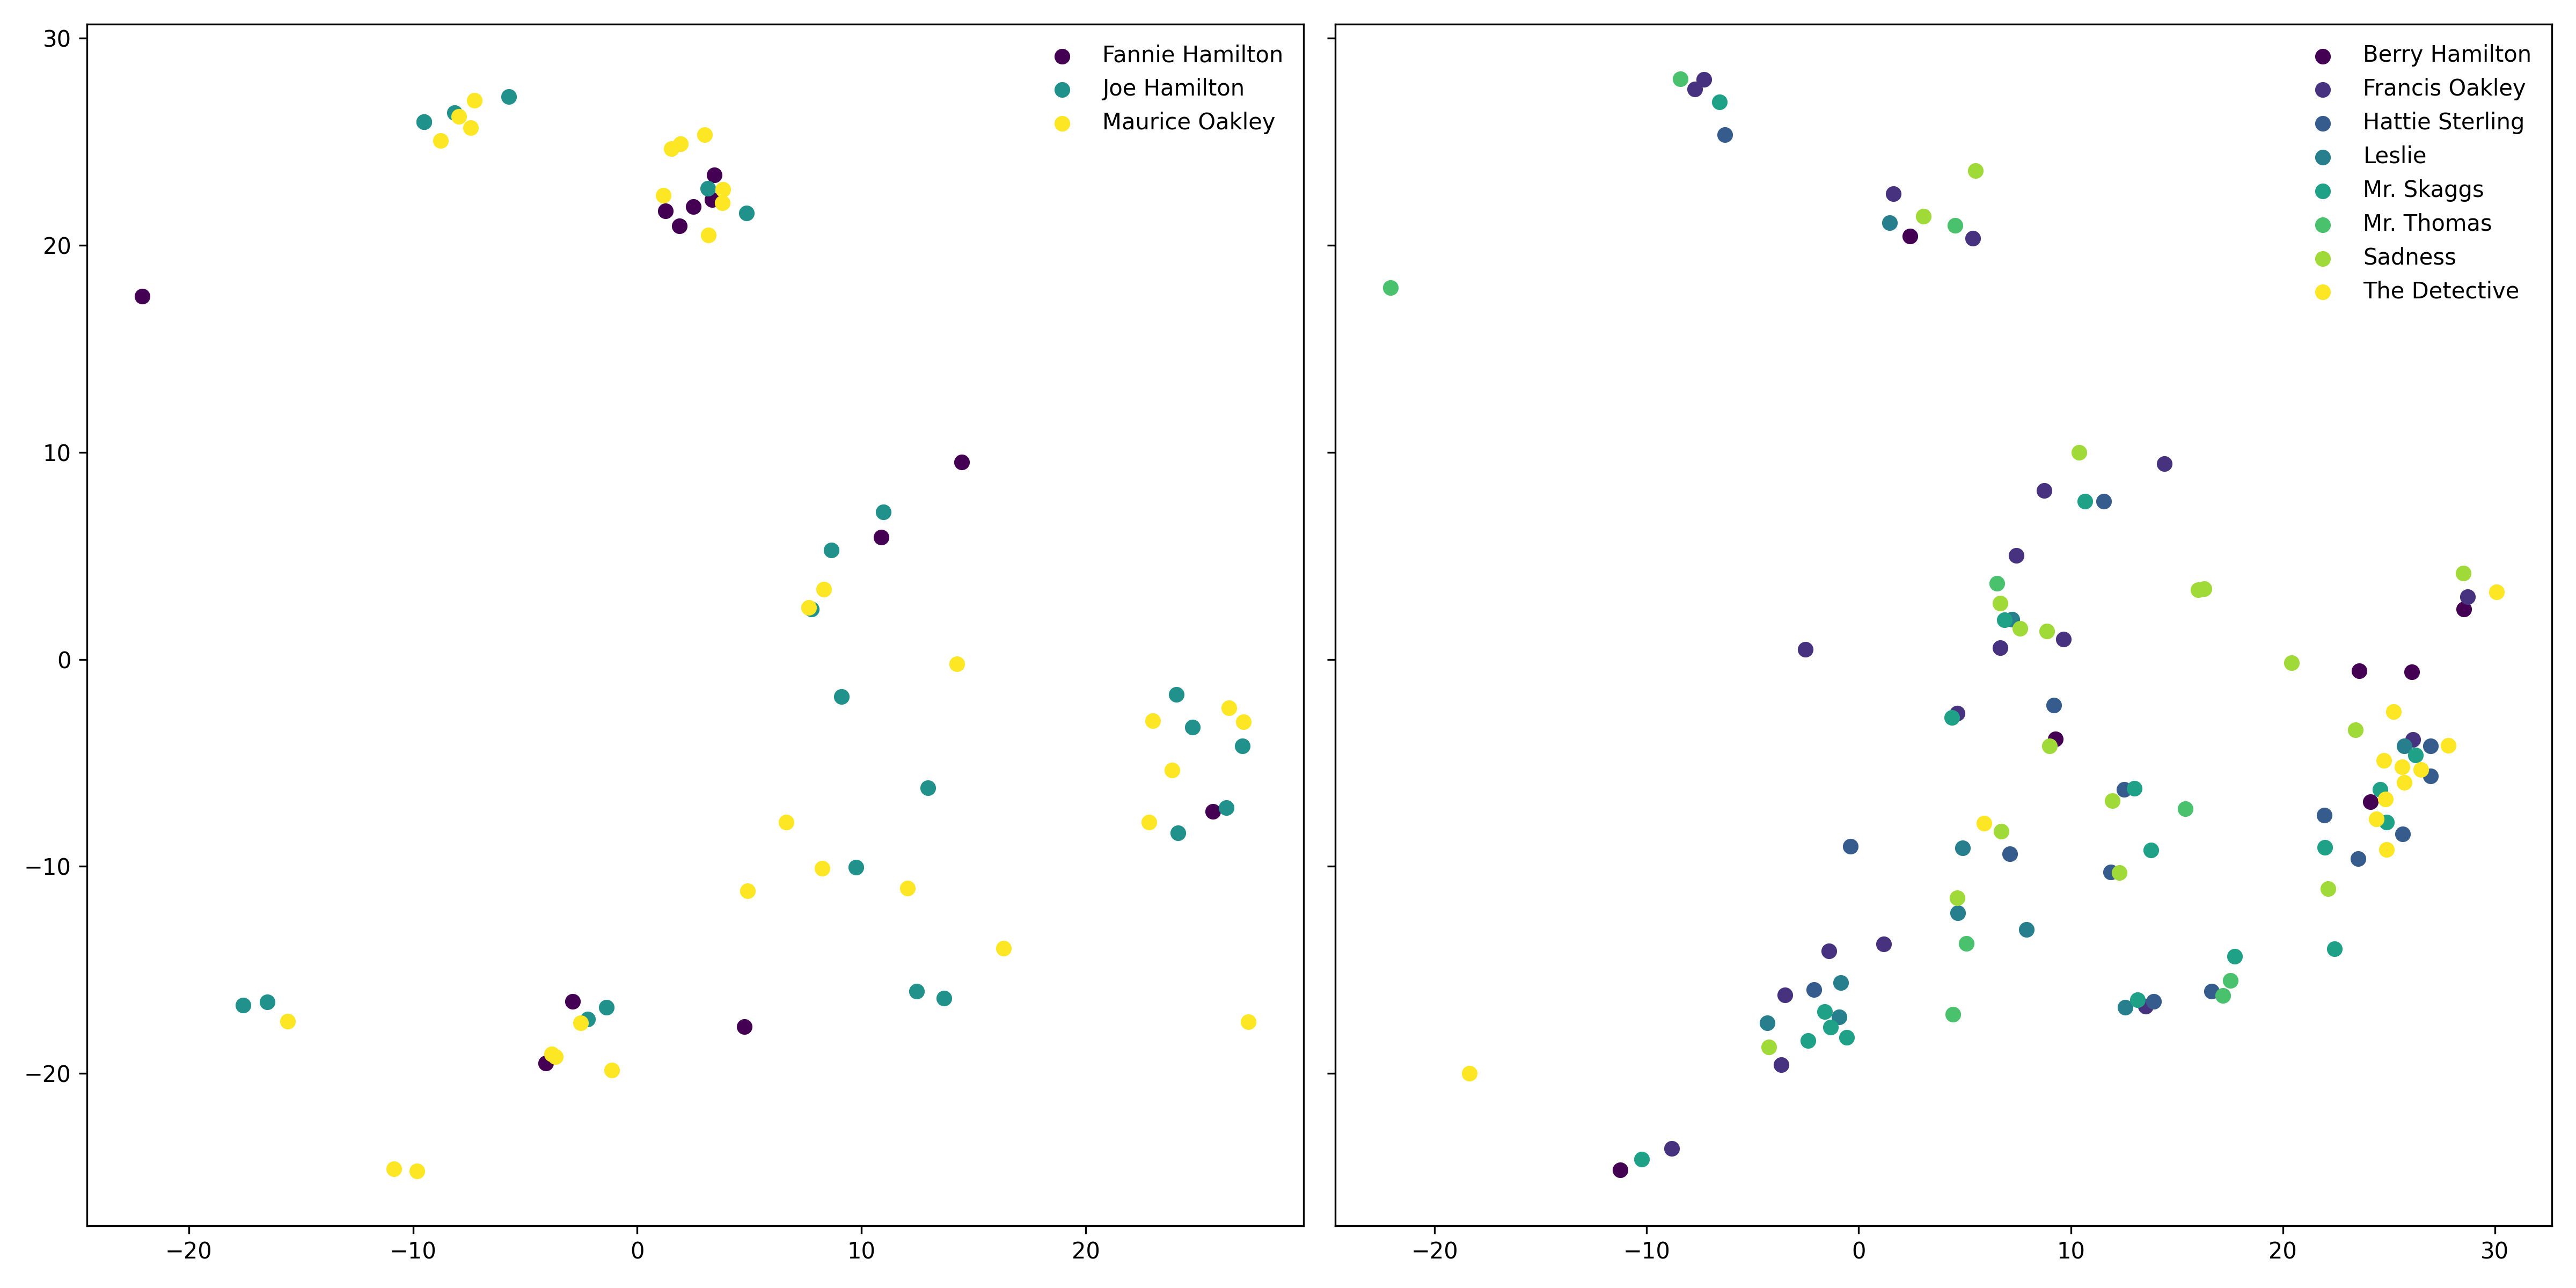 30
20
10
0
−10
−20
−20
−10
0
10
20
Fannie Hamilton
Joe Hamilton
Maurice Oakley
−20
−10
0
10
20
30
Berry Hamilton
Francis Oakley
Hattie Sterling
Leslie
Mr. Skaggs
Mr. Thomas
Sadness
The Detective